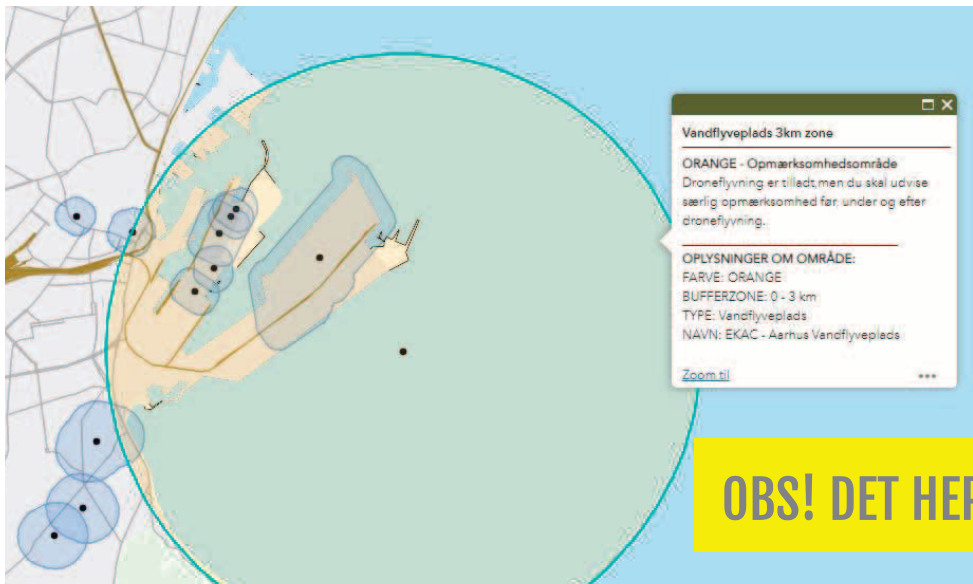 Vandflyveplads 3km zone
ORANGE - Opmærksomhedsområde
Droneflyvning er tilladt, men du skal udvise
særlig opmærksomhed før, under og efter
droneflyvning.
OPLYSNINGER OM OMRÅDE:
FARVE: ORANGE
BUFFERZONE: 0 - 3 km
TYPE: Vandflyveplads
NAVN: EKAC - Aarhus Vandflyveplads
Zoom til
OBS! DET HER